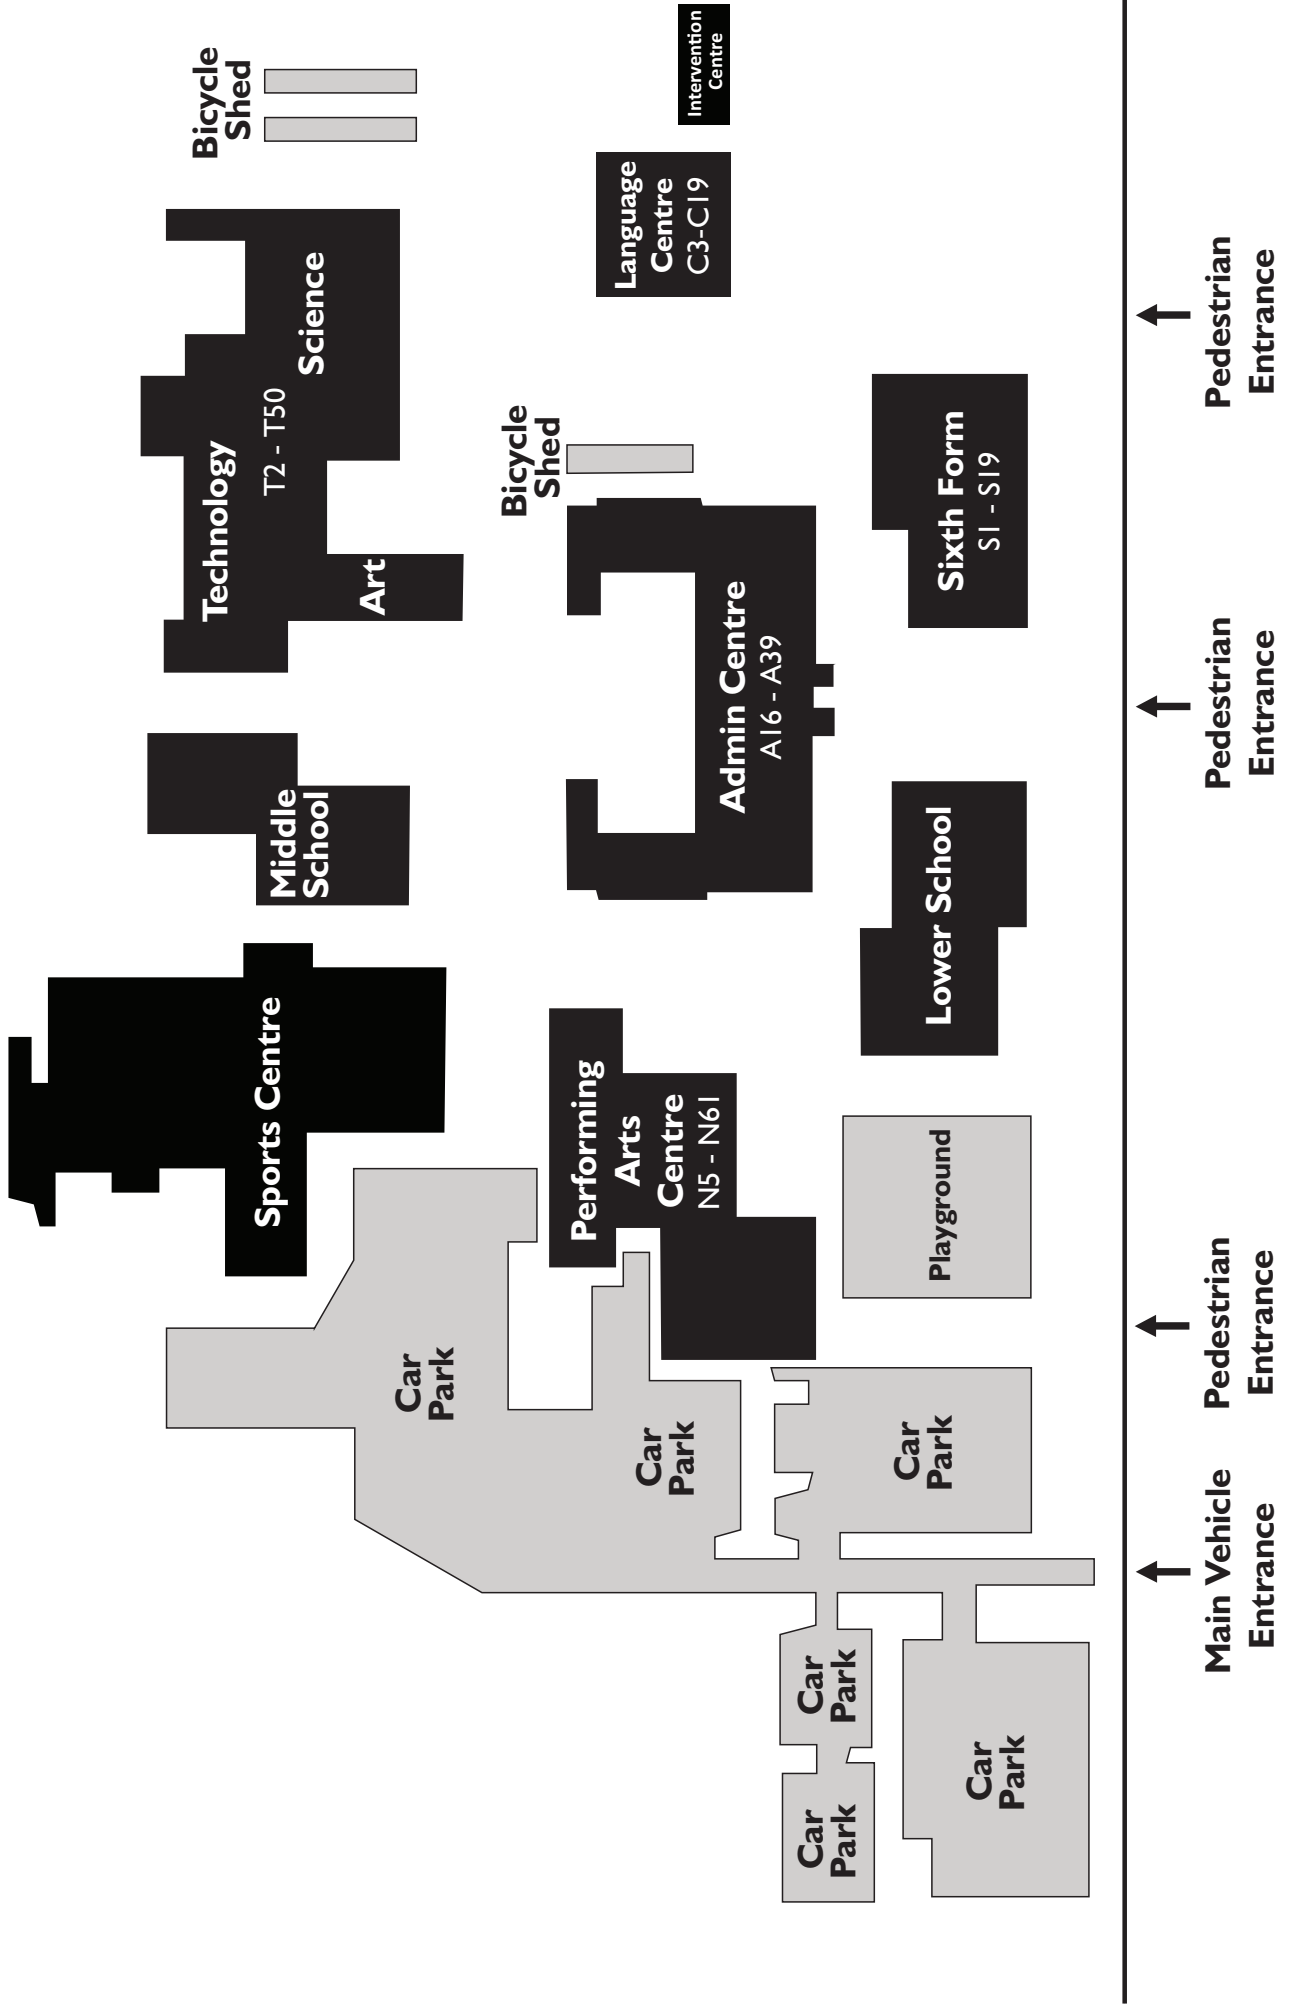 Bicycle
Shed
Intervention
Centre
Language
Centre
C3-C19
Science
T2 - T50
Technology
Art
Bicycle
Shed
Sixth Form
S1 - S19
Admin Centre
A16 - A39
Middle
School
Lower School
Sports Centre
Performing
Arts
Centre
N5 - N61
Playground
Car
Park
Car
Park
Car
Park
Car
Park
Car
Park
Car
Park
Main Vehicle
Entrance
Pedestrian
Entrance
Pedestrian
Entrance
Pedestrian
Entrance